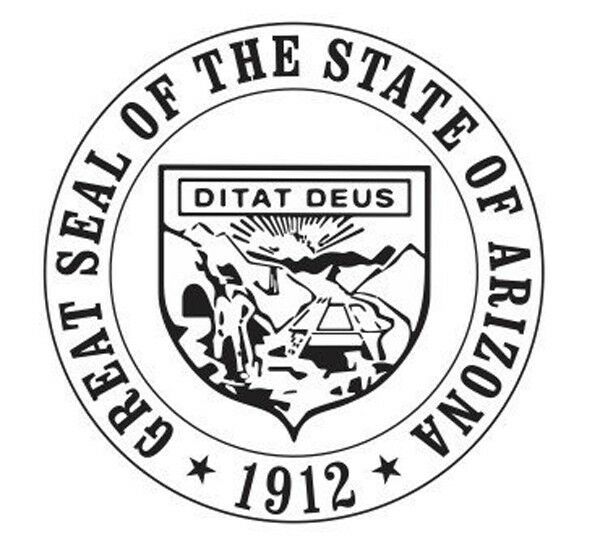 GREAT SEAL OF THE STATE OF ARIZONA
DITAT DEUS
1912